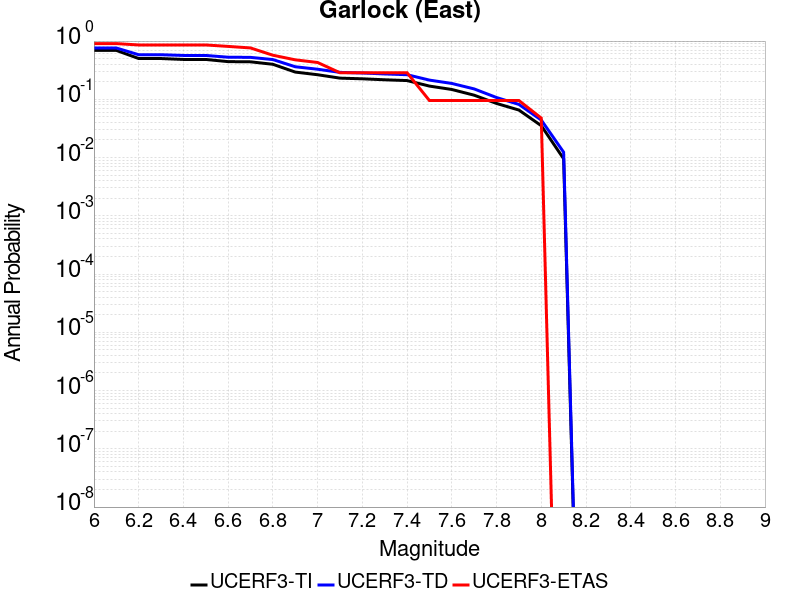 Garlock (East)
Annual Probability
10^0
10^-1
10^-2
10^-3
10^-4
10^-5
10^-6
10^-7
10^-8
6 6.2 6.4 6.6 6.8 7 7.2 7.4 7.6 7.8 8 8.2 8.4 8.6 8.8 9
Magnitude
UCERF3-TI UCERF3-TD UCERF3-ETAS